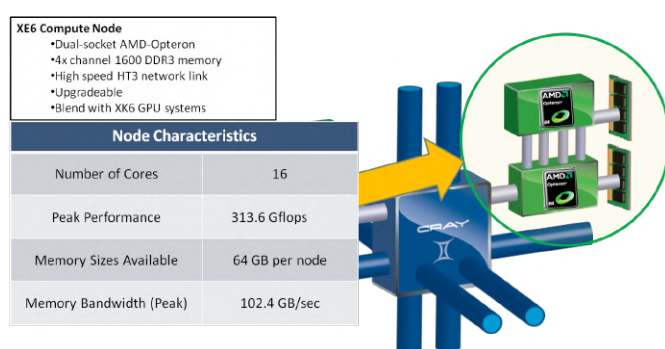 XE6 Compute Node
•Dual-socket AMD-Opteron
•4x channel 1600 DDR3 memory
•High speed HT3 network link
•Upgradeable
•Blend with XK6 GPU systems
Node Characteristics
Number of Cores 16
Peak Performance 313.6 Gflops
Memory Sizes Available 64 GB per node
Memory Bandwidth (Peak) 102.4 GB/sec
AMD
Opteron
64
AMD
Opteron
64
CRAY